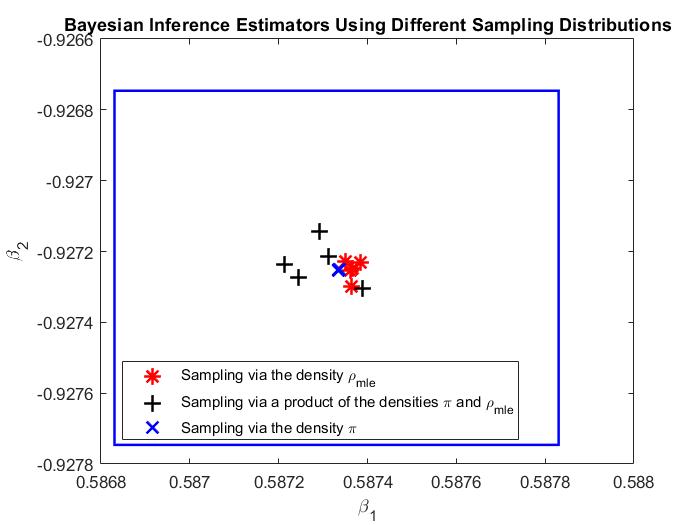 Bayesian Inference Estimators Using Different Sampling Distributions
-0.9266
-0.9268
-0.927
-0.9272
-0.9274
-0.9276
-0.9278
β2
Sampling via the density ρmle
Sampling via a product of the densities π and ρmle
Sampling via the density π
0.5868 0.587 0.5872 0.5874 0.5876 0.5878 0.588
β1